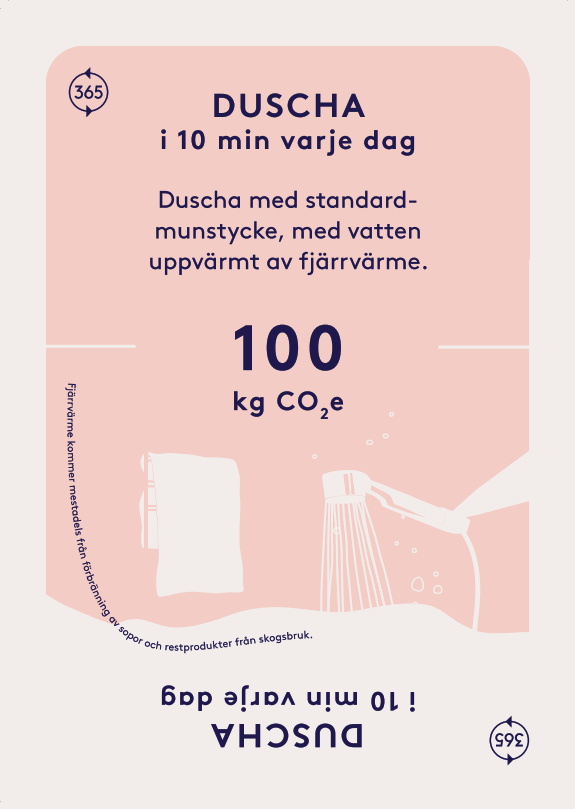 365
DUSCHA
i 10 min varje dag
Duscha med standard-
munstycke, med vatten
uppvärmt av fjärrvärme.
100
kg CO₂e
Fjärrvärme kommer mestadels från förbränning av sopor och restprodukter från skogsbruk.
i 10 min varje dag
DUSCHA
365